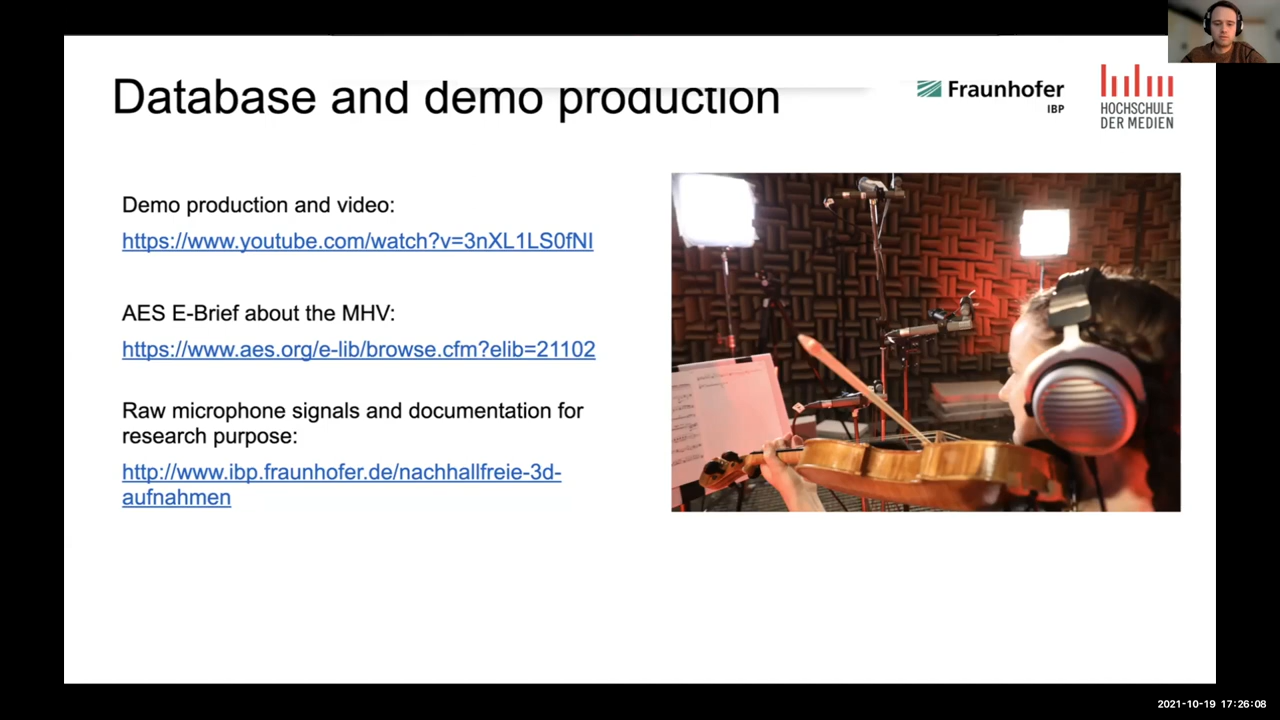 Database and demo production
Fraunhofer
IBP
HOCHSCHULE
DER MEDIEN
Demo production and video:
https://www.youtube.com/watch?v=3nXL1LS0fNI
AES E-Brief about the MHV:
https://www.aes.org/e-lib/browse.cfm?elib=21102
Raw microphone signals and documentation for
research purpose:
http://www.ibp.fraunhofer.de/nachhallfreie-3d-
aufnahmen
2021-10-19 17:26:08